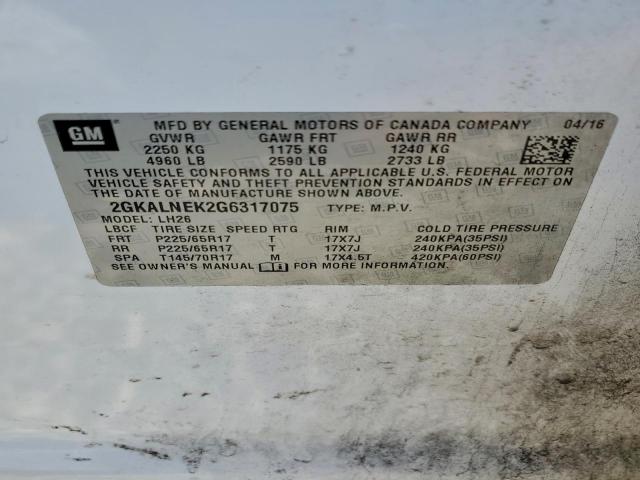 GM
MFD BY GENERAL MOTORS OF CANADA COMPANY 04/16
GVWR GAWR FRT GAWR RR
2250 KG 1175 KG 1240 KG
4960 LB 2590 LB 2733 LB
THIS VEHICLE CONFORMS TO ALL APPLICABLE U.S. FEDERAL MOTOR
VEHICLE SAFETY AND THEFT PREVENTION STANDARDS IN EFFECT ON
THE DATE OF MANUFACTURE SHOWN ABOVE.
2GKALNEK2G6317075 TYPE: M.P.V.
MODEL: LH26
LBCF TIRE SIZE SPEED RTG RIM COLD TIRE PRESSURE
FRT P225/65R17 T 17X7J 240KPA(35PSI)
RR P225/65R17 T 17X7J 240KPA(35PSI)
SPA T145/70R17 M 17X4.5T 420KPA(60PSI)
SEE OWNER'S MANUAL FOR MORE INFORMATION.